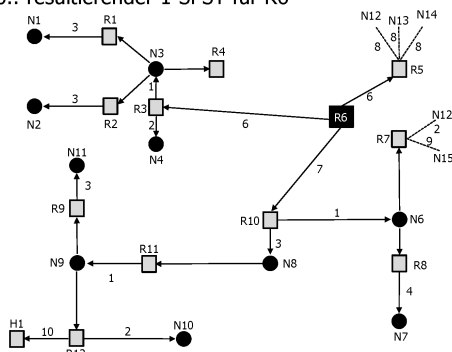 resultierender 1-SPST für R6
N1
3
R1
N12
N13
N14
8
8
8
N3
R4
R5
1
6
N2
3
R2
R3
2
6
R6
N12
R7
2
9
N15
N4
N11
7
3
R9
R10
1
N6
R11
3
N9
1
N8
R8
4
H1
10
2
N10
N7